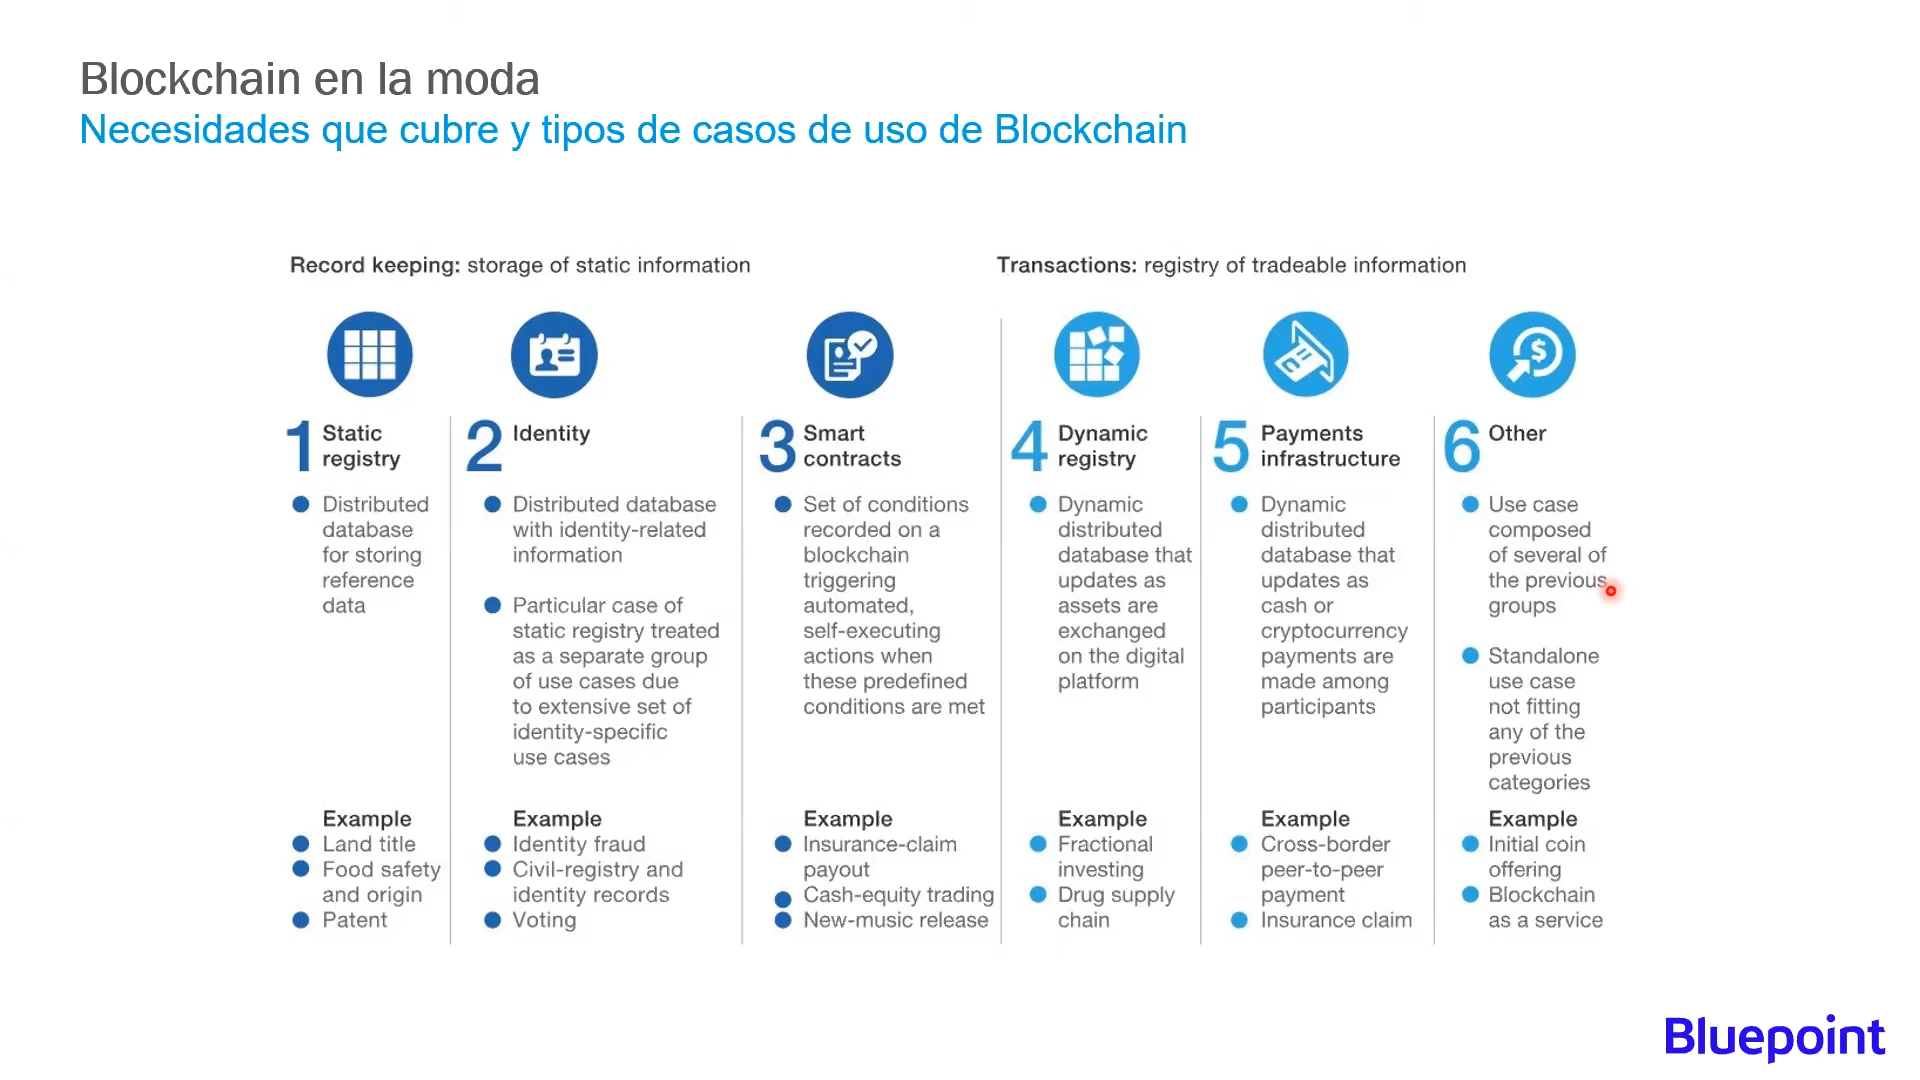 Blockchain en la moda
Necesidades que cubre y tipos de casos de uso de Blockchain
Record keeping: storage of static information
1 Static
registry
Distributed
database
for storing
reference
data
Example
Land title
Food safety
and origin
Patent
2 Identity
Distributed database
with identity-related
information
Particular case of
static registry treated
as a separate group
of use cases due
to extensive set of
identity-specific
use cases
Example
Identity fraud
Civil-registry and
identity records
Voting
3 Smart
contracts
Set of conditions
recorded on a
blockchain
triggering
automated,
self-executing
actions when
these predefined
conditions are met
Example
Insurance-claim
payout
Cash-equity trading
New-music release
Transactions: registry of tradeable information
4 Dynamic
registry
Dynamic
distributed
database that
updates as
assets are
exchanged
on the digital
platform
Example
Fractional
investing
Drug supply
chain
5 Payments
infrastructure
Dynamic
distributed
database that
updates as
cash or
cryptocurrency
payments are
made among
participants
Example
Cross-border
peer-to-peer
payment
Insurance claim
6 Other
Use case
composed
of several of
the previous
groups
Standalone
use case
not fitting
any of the
previous
categories
Example
Initial coin
offering
Blockchain
as a service
Bluepoint